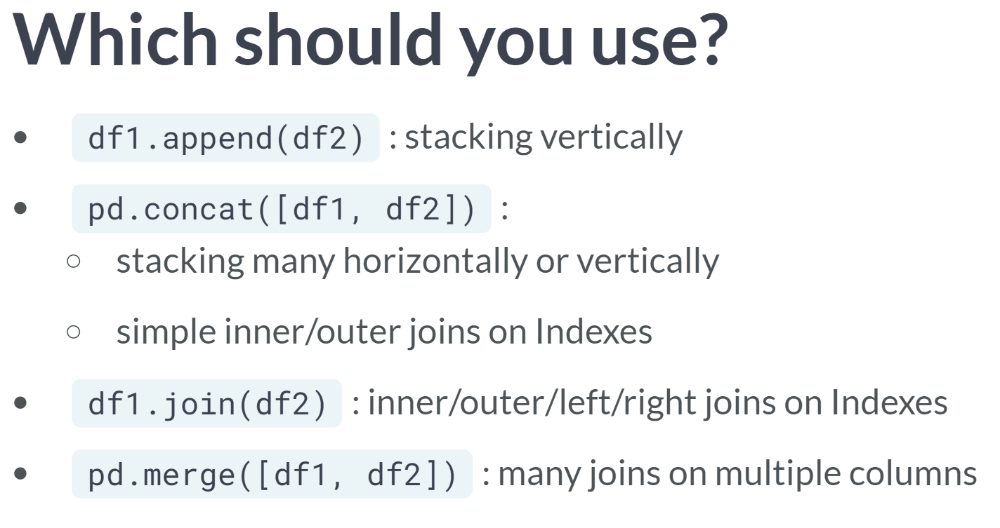 Which should you use?
• df1.append(df2) : stacking vertically
• pd.concat([df1, df2]) :
○ stacking many horizontally or vertically
○ simple inner/outer joins on Indexes
• df1.join(df2) : inner/outer/left/right joins on Indexes
• pd.merge([df1, df2]) : many joins on multiple columns